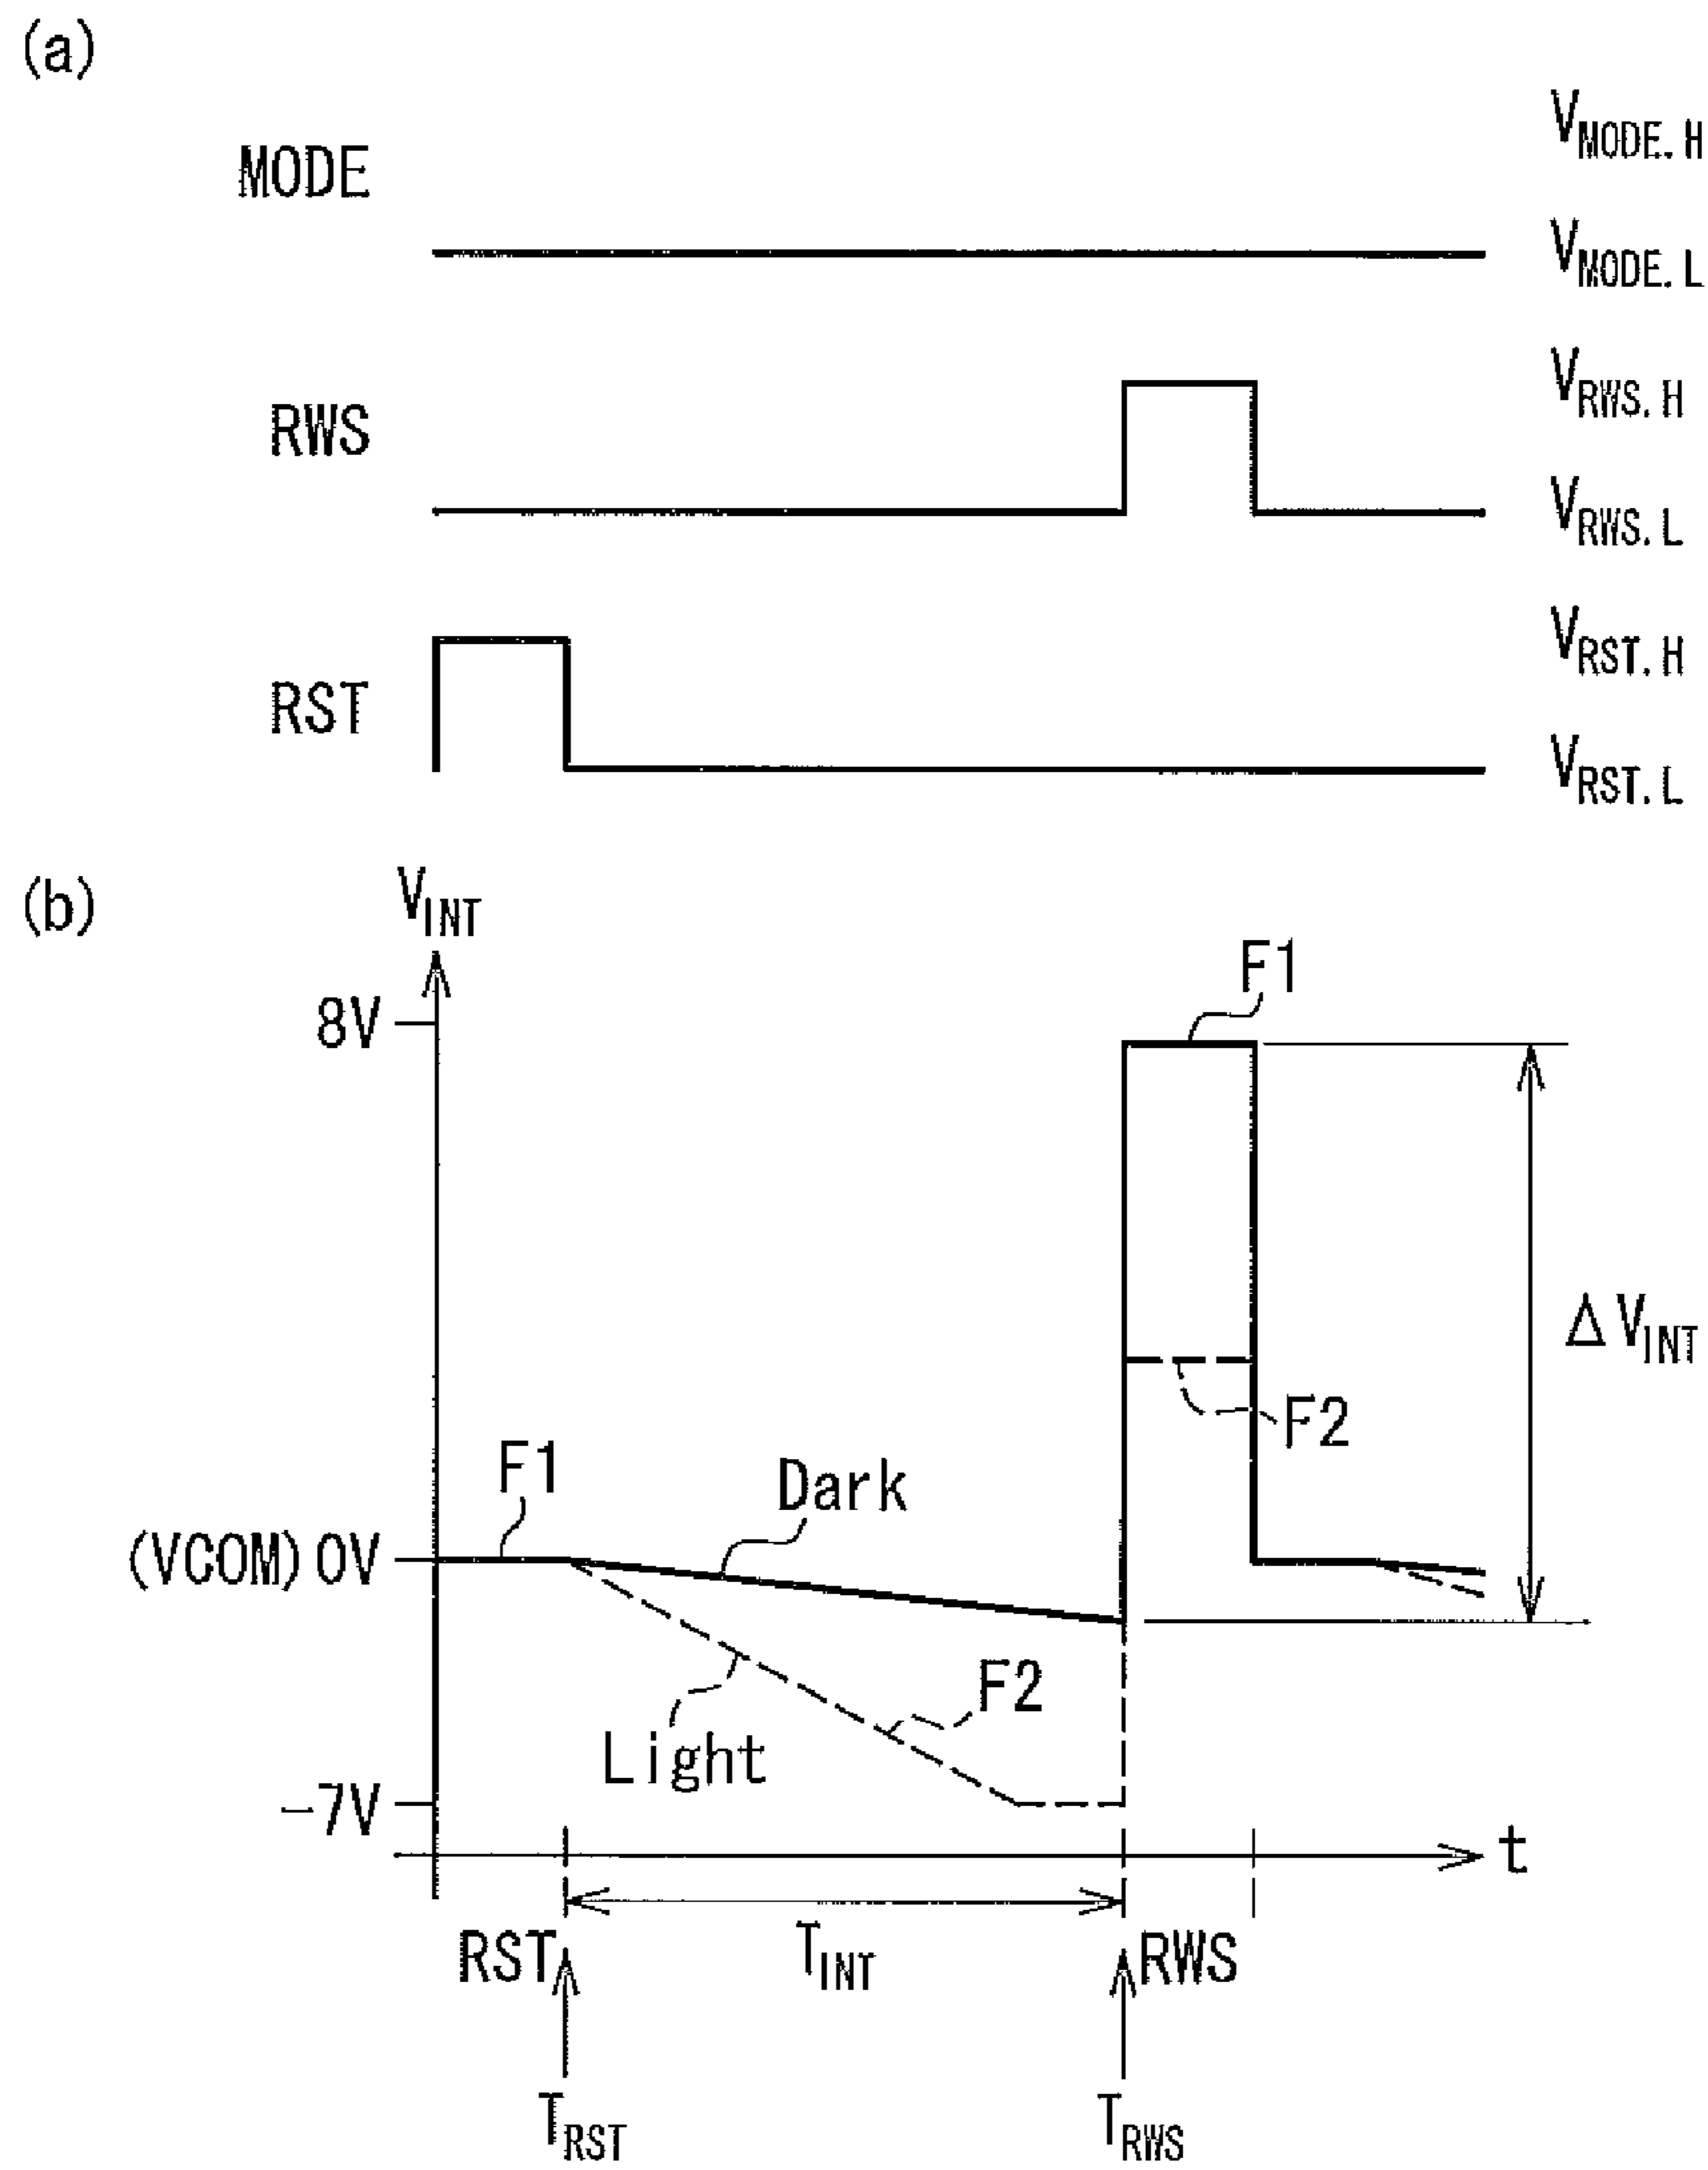 (a)
MODE
V_MODE.H
V_MODE.L
RWS
V_RWS.H
V_RWS.L
RST
V_RST.H
V_RST.L
(b)
V_INT
8V
F1
ΔV_INT
F2
F1
Dark
(VCOM) 0V
F2
Light
-7V
t
RST
T_INT
RWS
T_RST
T_RWS